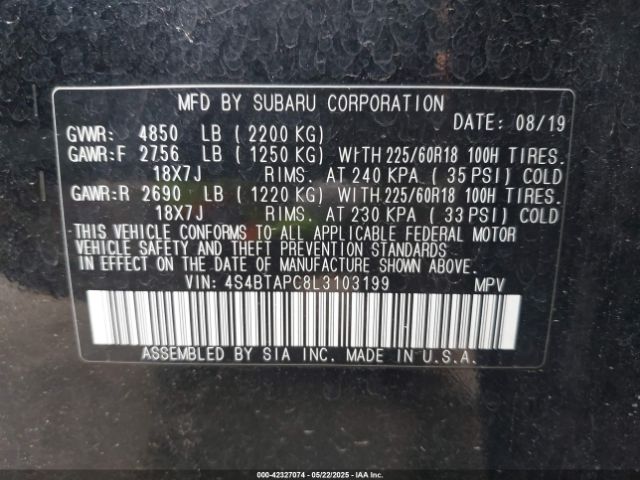 MFD BY SUBARU CORPORATION
DATE: 08/19
GVWR: 4850 LB ( 2200 KG)
GAWR:F 2756 LB ( 1250 KG) WITH 225/60R18 100H TIRES.
18X7J RIMS. AT 240 KPA ( 35 PSI) COLD
GAWR:R 2690 LB ( 1220 KG) WITH 225/60R18 100H TIRES.
18X7J RIMS. AT 230 KPA ( 33 PSI) COLD
THIS VEHICLE CONFORMS TO ALL APPLICABLE FEDERAL MOTOR
VEHICLE SAFETY AND THEFT PREVENTION STANDARDS
IN EFFECT ON THE DATE OF MANUFACTURE SHOWN ABOVE.
VIN: 4S4BTAPC8L3103199 MPV
ASSEMBLED BY SIA INC. MADE IN U.S.A.
000-42327074 - 05/22/2025 - IAAI.COM